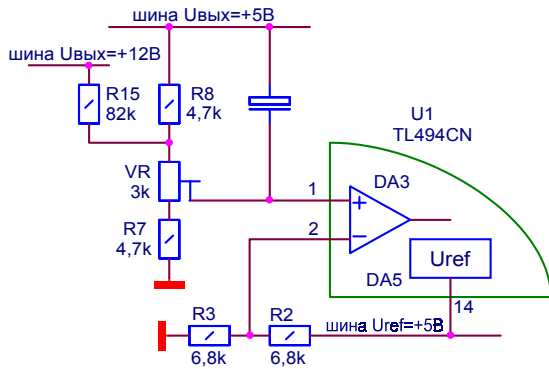 шина Uвых=+5В
шина Uвых=+12В
R15
82k
R8
4,7k
U1
TL494CN
VR
3k
1
DA3
2
R7
4,7k
Uref
DA5
14
R3
R2
шина Uref=+5В
6,8k
6,8k